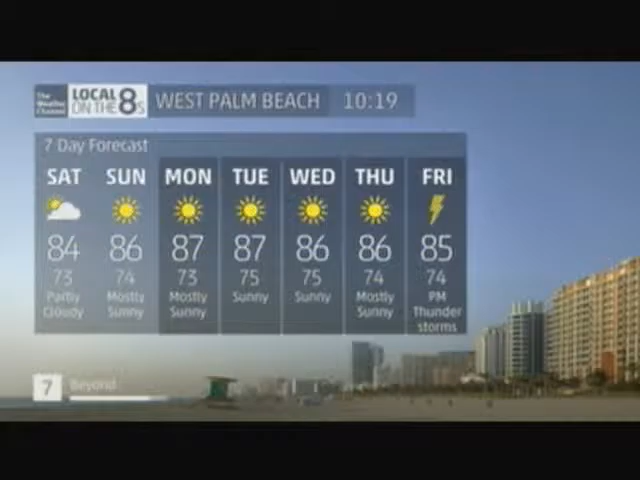 The Weather Channel
LOCAL ON THE 8s
WEST PALM BEACH 10:19
7 Day Forecast
SAT SUN MON TUE WED THU FRI
84 86 87 87 86 86 85
73 74 73 75 75 74 74
Partly Cloudy
Mostly Sunny
Mostly Sunny
Sunny
Sunny
Mostly Sunny
PM Thunder storms
7 Beyond